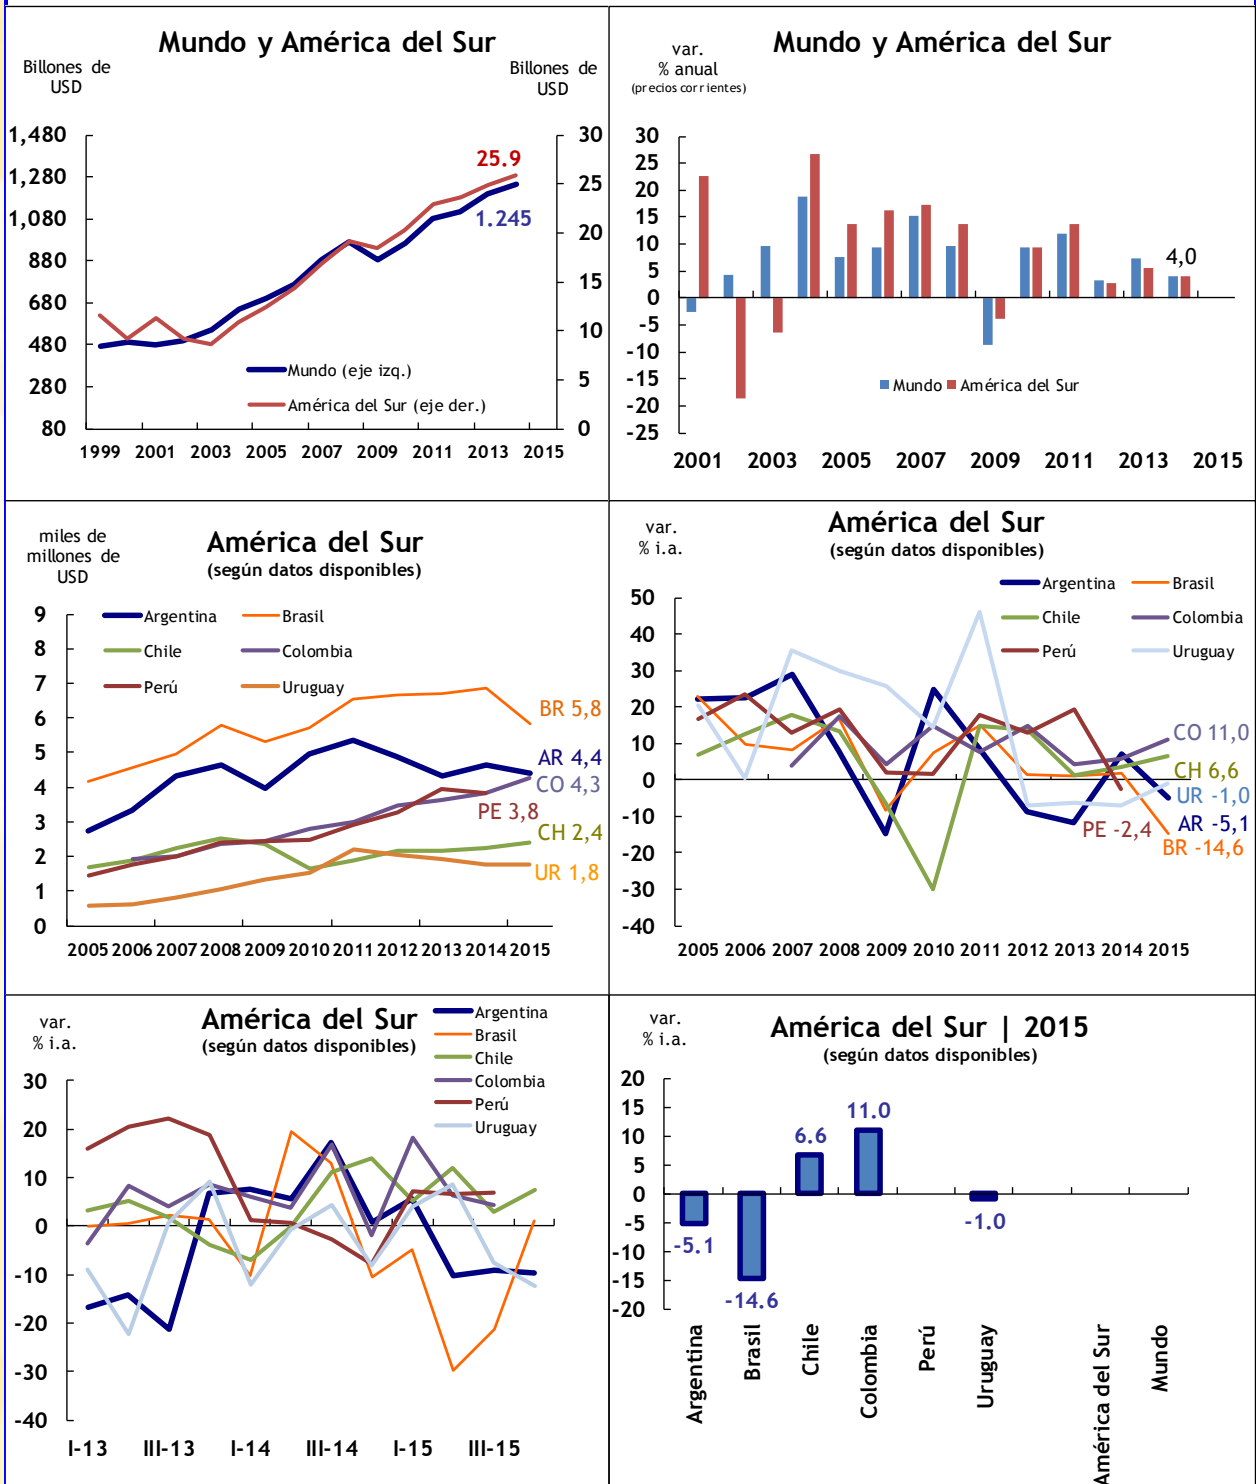 Mundo y América del Sur
Billones de
USD
Billones de
USD
1,480
1,280
1,080
880
680
480
280
80
30
25
20
15
10
5
0
25.9
1.245
Mundo (eje izq.)
América del Sur (eje der.)
1999 2001 2003 2005 2007 2009 2011 2013 2015
Mundo y América del Sur
var.
% anual
(precios corrientes)
30
25
20
15
10
5
0
-5
-10
-15
-20
-25
4,0
Mundo América del Sur
2001 2003 2005 2007 2009 2011 2013 2015
miles de
millones de
USD
América del Sur
(según datos disponibles)
Argentina Brasil
Chile Colombia
Perú Uruguay
9
8
7
6
5
4
3
2
1
0
BR 5,8
AR 4,4
CO 4,3
PE 3,8
CH 2,4
UR 1,8
2005 2006 2007 2008 2009 2010 2011 2012 2013 2014 2015
var.
% i.a.
América del Sur
(según datos disponibles)
Argentina Brasil
Chile Colombia
Perú Uruguay
50
40
30
20
10
0
-10
-20
-30
-40
CO 11,0
CH 6,6
UR -1,0
PE -2,4
AR -5,1
BR -14,6
2005 2006 2007 2008 2009 2010 2011 2012 2013 2014 2015
var.
% i.a.
América del Sur
(según datos disponibles)
Argentina
Brasil
Chile
Colombia
Perú
Uruguay
30
20
10
0
-10
-20
-30
-40
I-13 III-13 I-14 III-14 I-15 III-15
var.
% i.a.
América del Sur | 2015
(según datos disponibles)
20
15
10
5
0
-5
-10
-15
-20
-5.1
-14.6
6.6
11.0
-1.0
Argentina
Brasil
Chile
Colombia
Perú
Uruguay
América del Sur
Mundo